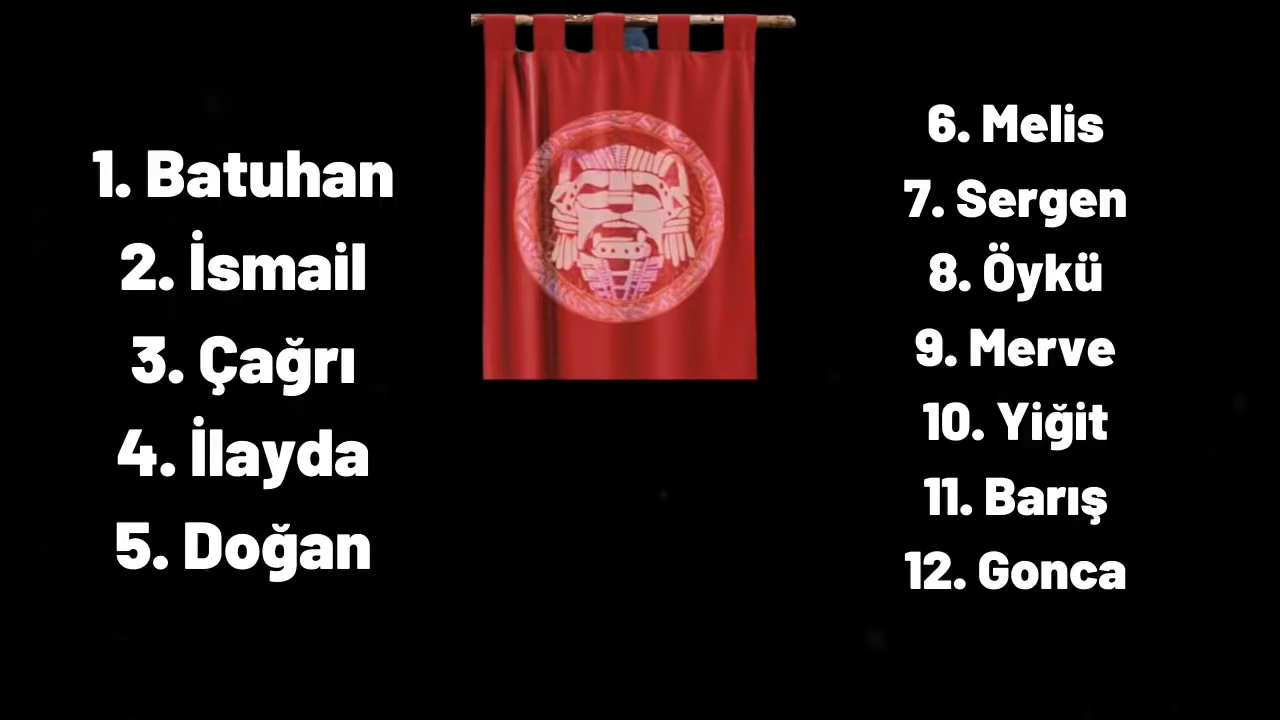 1. Batuhan
2. İsmail
3. Çağrı
4. İlayda
5. Doğan
6. Melis
7. Sergen
8. Öykü
9. Merve
10. Yiğit
11. Barış
12. Gonca